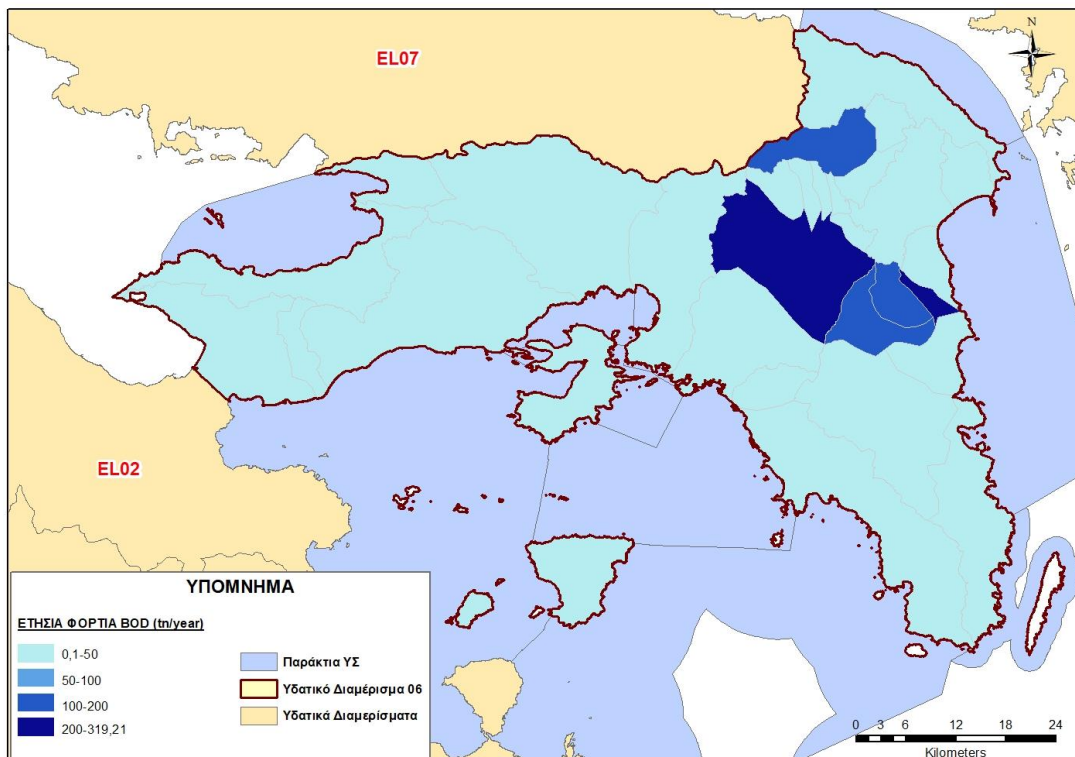 N
EL07
EL02
ΥΠΟΜΝΗΜΑ
ΕΤΗΣΙΑ ΦΟΡΤΙΑ BOD (tn/year)
0,1-50
50-100
100-200
200-319,21
Παράκτια ΥΣ
Υδατικό Διαμέρισμα 06
Υδατικά Διαμερίσματα
0 3 6 12 18 24
Kilometers